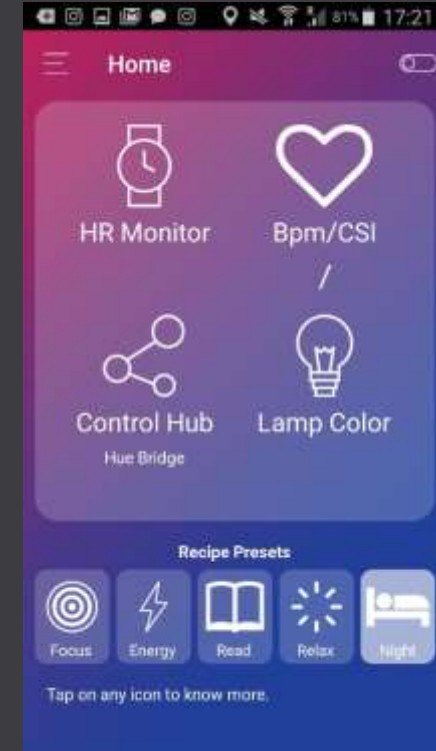 81% 17:21
Home
HR Monitor Bpm/CSI
/
Control Hub Lamp Color
Hue Bridge
Recipe Presets
Focus Energy Read Relax Night
Tap on any icon to know more.